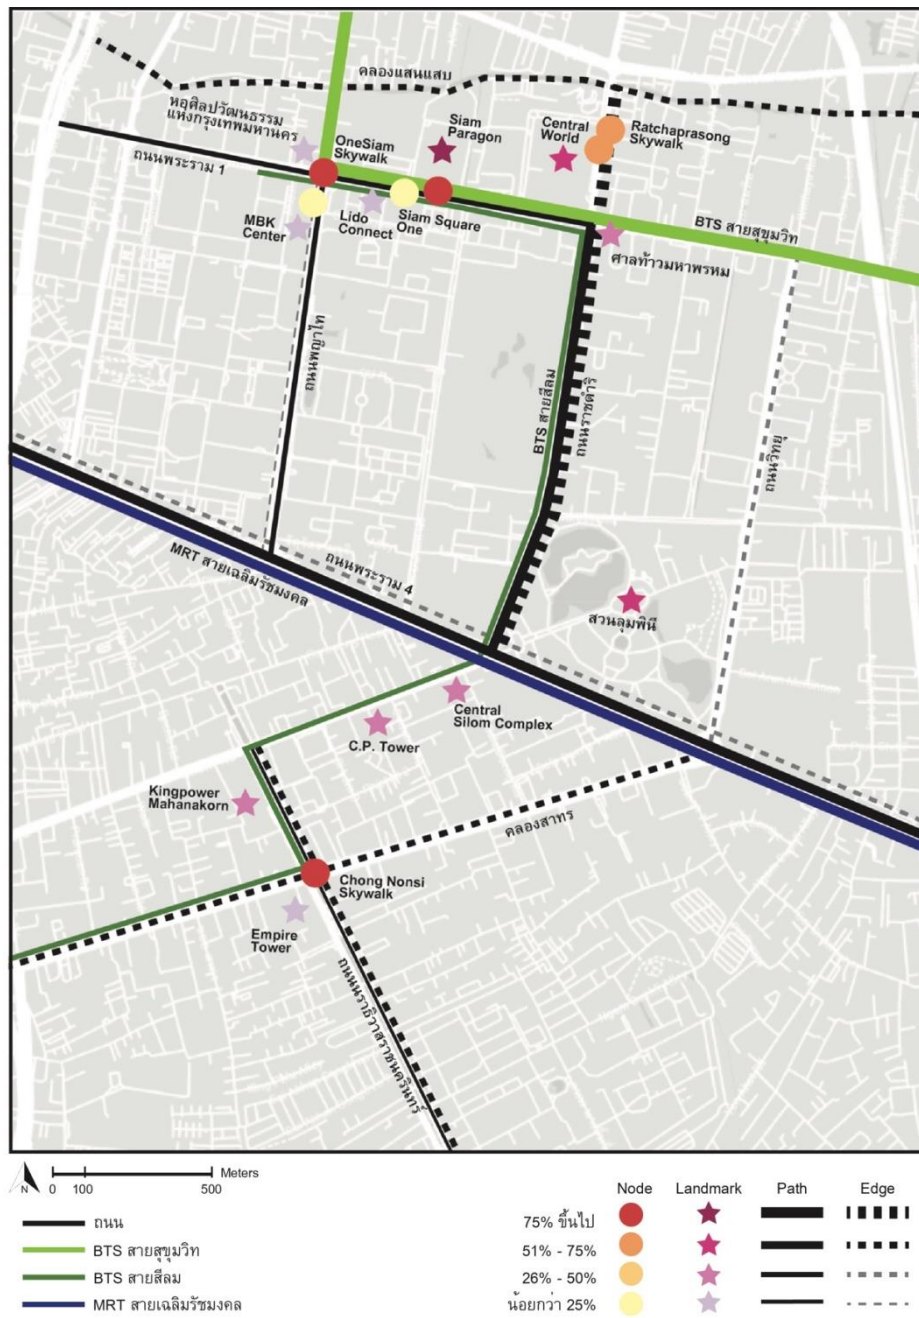 คลองแสนแสบ
หอศิลปวัฒนธรรม
แห่งกรุงเทพมหานคร
OneSiam
Skywalk
Siam
Paragon
Central
World
Ratchaprasong
Skywalk
ถนนพระราม 1
MBK
Center
Lido
Connect
Siam Square
One
BTS สายสุขุมวิท
ศาลท้าวมหาพรหม
ถนนพญาไท
BTS สายสีลม
ถนนราชดำริ
ถนนวิทยุ
MRT สายเฉลิมรัชมงคล
ถนนพระราม 4
สวนลุมพินี
Central
Silom Complex
C.P. Tower
Kingpower
Mahanakorn
คลองสาทร
Chong Nonsi
Skywalk
Empire
Tower
ถนนนราธิวาสราชนครินทร์
N
0 100 500 Meters
ถนน
BTS สายสุขุมวิท
BTS สายสีลม
MRT สายเฉลิมรัชมงคล
Node Landmark Path Edge
75% ขึ้นไป
51% - 75%
26% - 50%
น้อยกว่า 25%